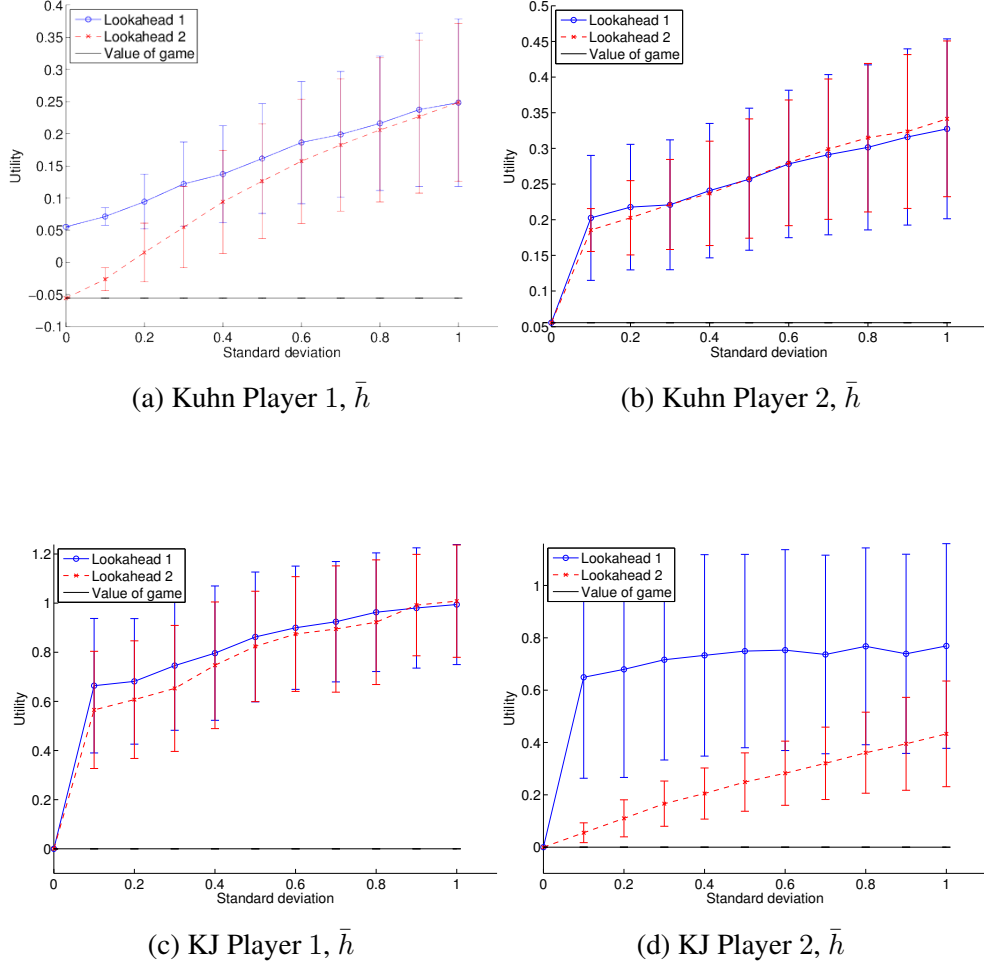 Lookahead 1
Lookahead 2
Value of game
0.4
0.35
0.3
0.25
0.2
0.15
0.1
0.05
0
−0.05
−0.1
Utility
0 0.2 0.4 0.6 0.8 1
Standard deviation
(a) Kuhn Player 1, h̄
Lookahead 1
Lookahead 2
Value of game
0.5
0.45
0.4
0.35
0.3
0.25
0.2
0.15
0.1
0.05
Utility
0 0.2 0.4 0.6 0.8 1
Standard deviation
(b) Kuhn Player 2, h̄
Lookahead 1
Lookahead 2
Value of game
1.2
1
0.8
0.6
0.4
0.2
0
Utility
0 0.2 0.4 0.6 0.8 1
Standard deviation
(c) KJ Player 1, h̄
Lookahead 1
Lookahead 2
Value of game
1
0.8
0.6
0.4
0.2
0
Utility
0 0.2 0.4 0.6 0.8 1
Standard deviation
(d) KJ Player 2, h̄